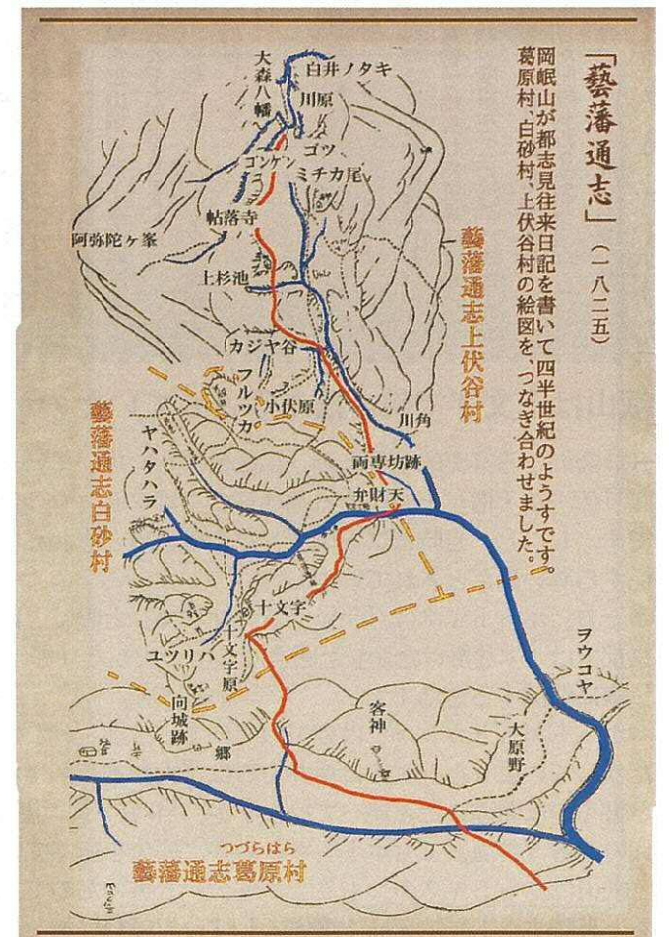 「藝藩通志」（一八二五）
岡岷山が都志見往来日記を書いて四半世紀のようすです。
葛原村、白砂村、上伏谷村の絵図を、つなぎ合わせました。
白井ノタキ
大森八幡
川原
ゴツ
ゴンゲン
ミチカ尾
帖落寺
阿弥陀ヶ峯
上杉池
藝藩通志上伏谷村
カジヤ谷
フルツカ
小伏原
川角
藝藩通志白砂村
ヤハタハラ
両専坊跡
弁財天
十文字
十文字原
ユツリハ
ヲウコヤ
向城跡
郷
客神
大原野
つづらはら
藝藩通志葛原村